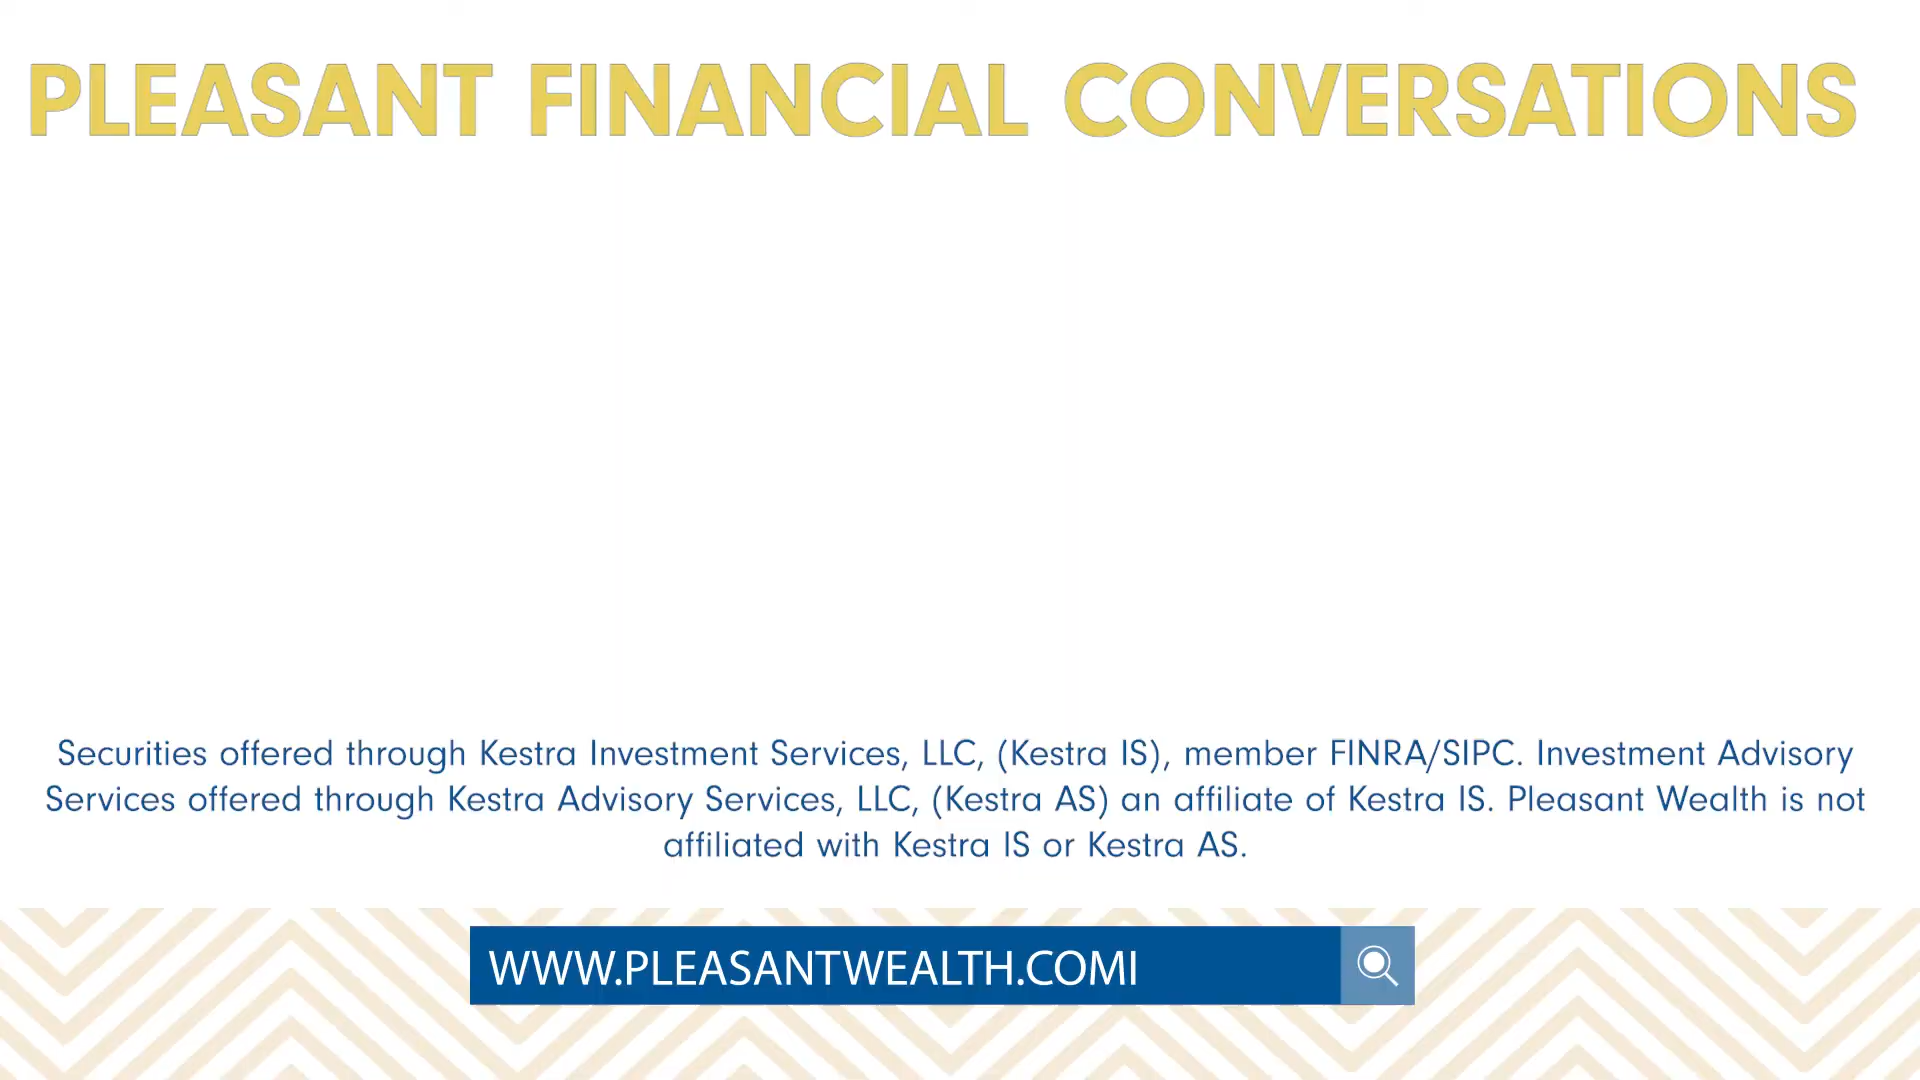 PLEASANT FINANCIAL CONVERSATIONS
Securities offered through Kestra Investment Services, LLC, (Kestra IS), member FINRA/SIPC. Investment Advisory
Services offered through Kestra Advisory Services, LLC, (Kestra AS) an affiliate of Kestra IS. Pleasant Wealth is not
affiliated with Kestra IS or Kestra AS.
WWW.PLEASANTWEALTH.COMI